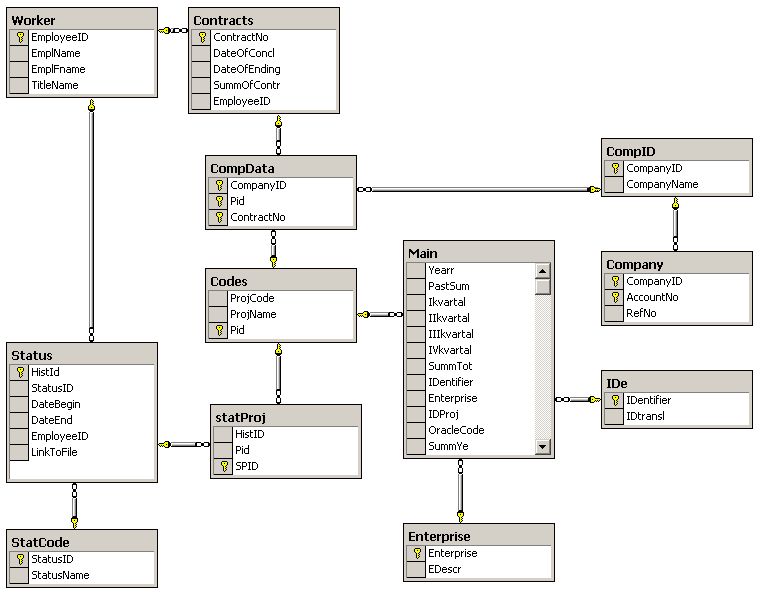 Worker
EmployeeID
EmplName
EmplFname
TitleName
Contracts
ContractNo
DateOfConcl
DateOfEnding
SummOfContr
EmployeeID
CompData
CompanyID
Pid
ContractNo
CompID
CompanyID
CompanyName
Company
CompanyID
AccountNo
RefNo
Codes
ProjCode
ProjName
Pid
Main
Yearr
PastSum
Ikvartal
IIkvartal
IIIkvartal
IVkvartal
SummTot
IDentifier
Enterprise
IDProj
OracleCode
SummYe
Status
HistId
StatusID
DateBegin
DateEnd
EmployeeID
LinkToFile
statProj
HistID
Pid
SPID
IDe
IDentifier
IDtransl
StatCode
StatusID
StatusName
Enterprise
Enterprise
EDescr